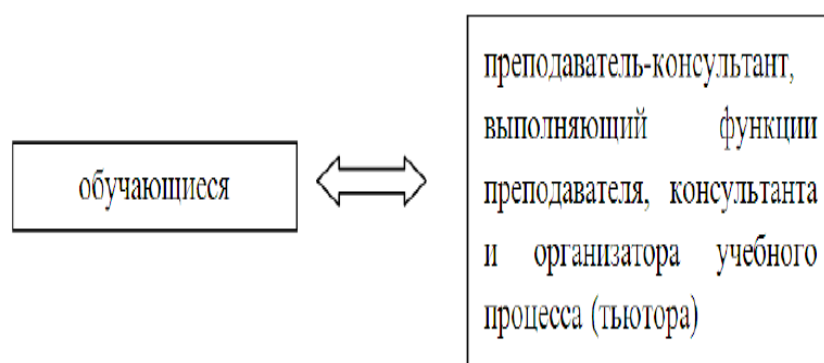 обучающиеся
преподаватель-консультант,
выполняющий функции
преподавателя, консультанта
и организатора учебного
процесса (тьютора)